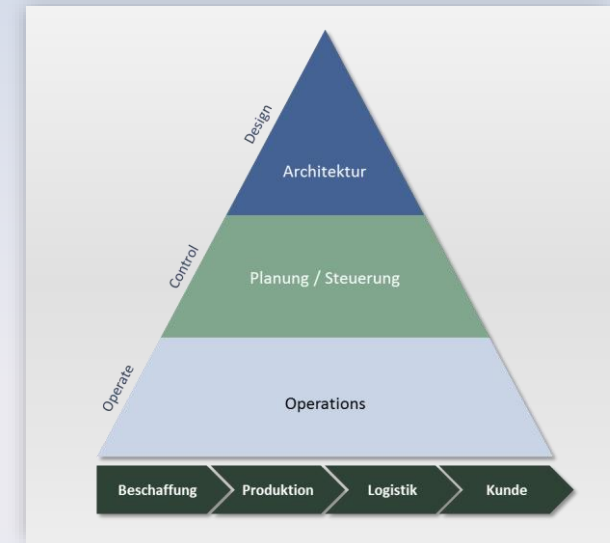 Design
Architektur
Control
Planung / Steuerung
Operate
Operations
Beschaffung
Produktion
Logistik
Kunde